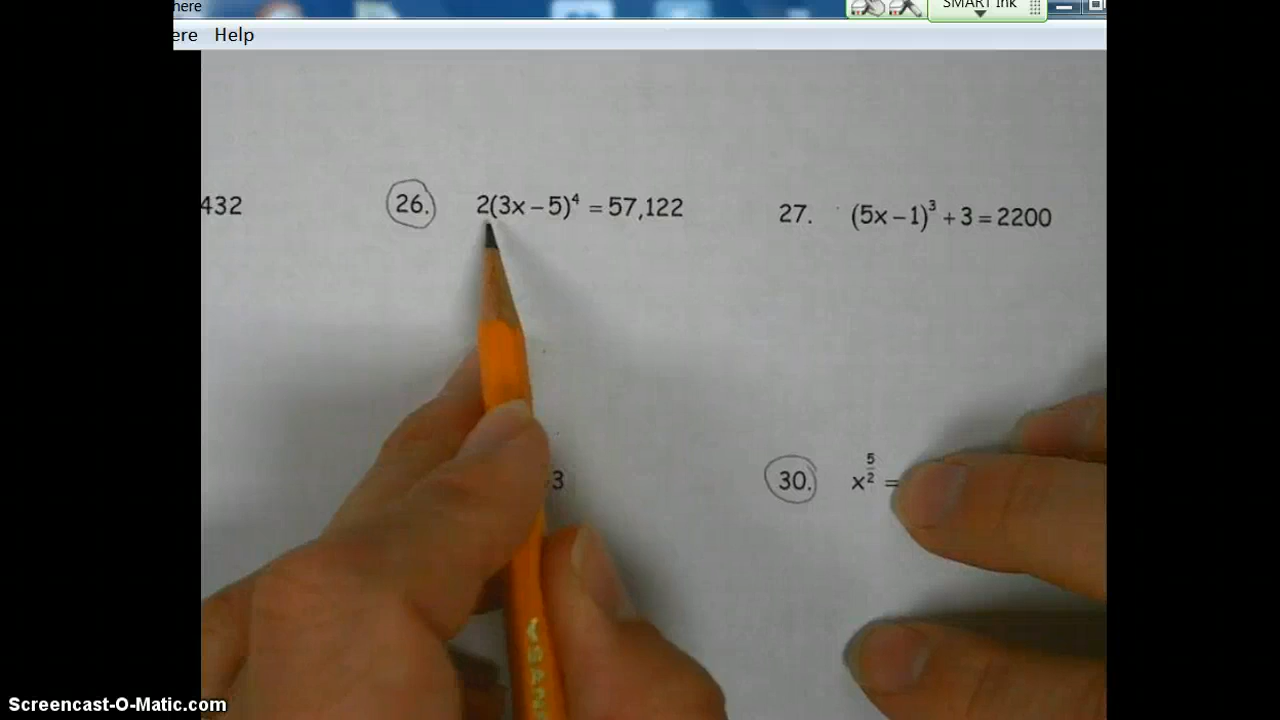 here
SMART Ink
ere Help
432
26. 2(3x – 5)⁴ = 57,122
27. (5x – 1)³ + 3 = 2200
3
30. x^(5/2) =
Screencast-O-Matic.com